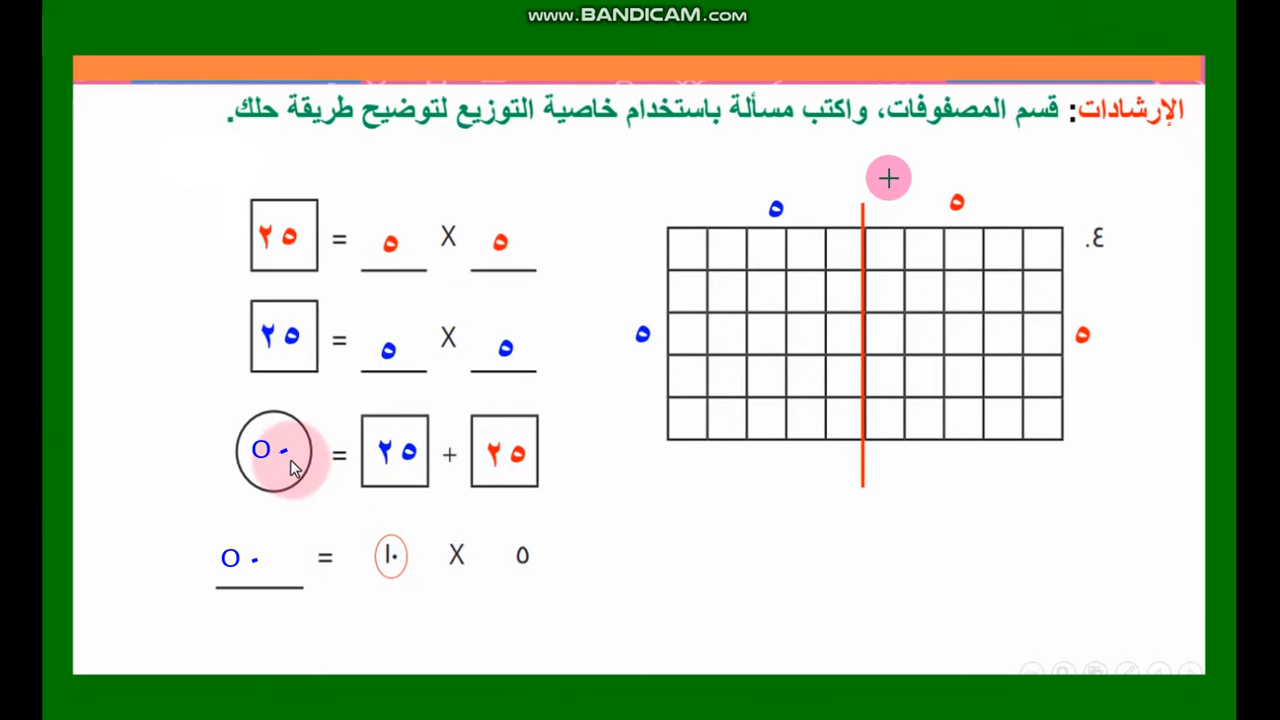 WWW.BANDICAM.COM
الإرشادات: قسم المصفوفات، واكتب مسألة باستخدام خاصية التوزيع لتوضيح طريقة حلك.
٤.
٥ + ٥
٥ ٥
٥ X ٥ = ٢٥
٥ X ٥ = ٢٥
٢٥ + ٢٥ = ٥٠
٥ X ١٠ = ٥٠